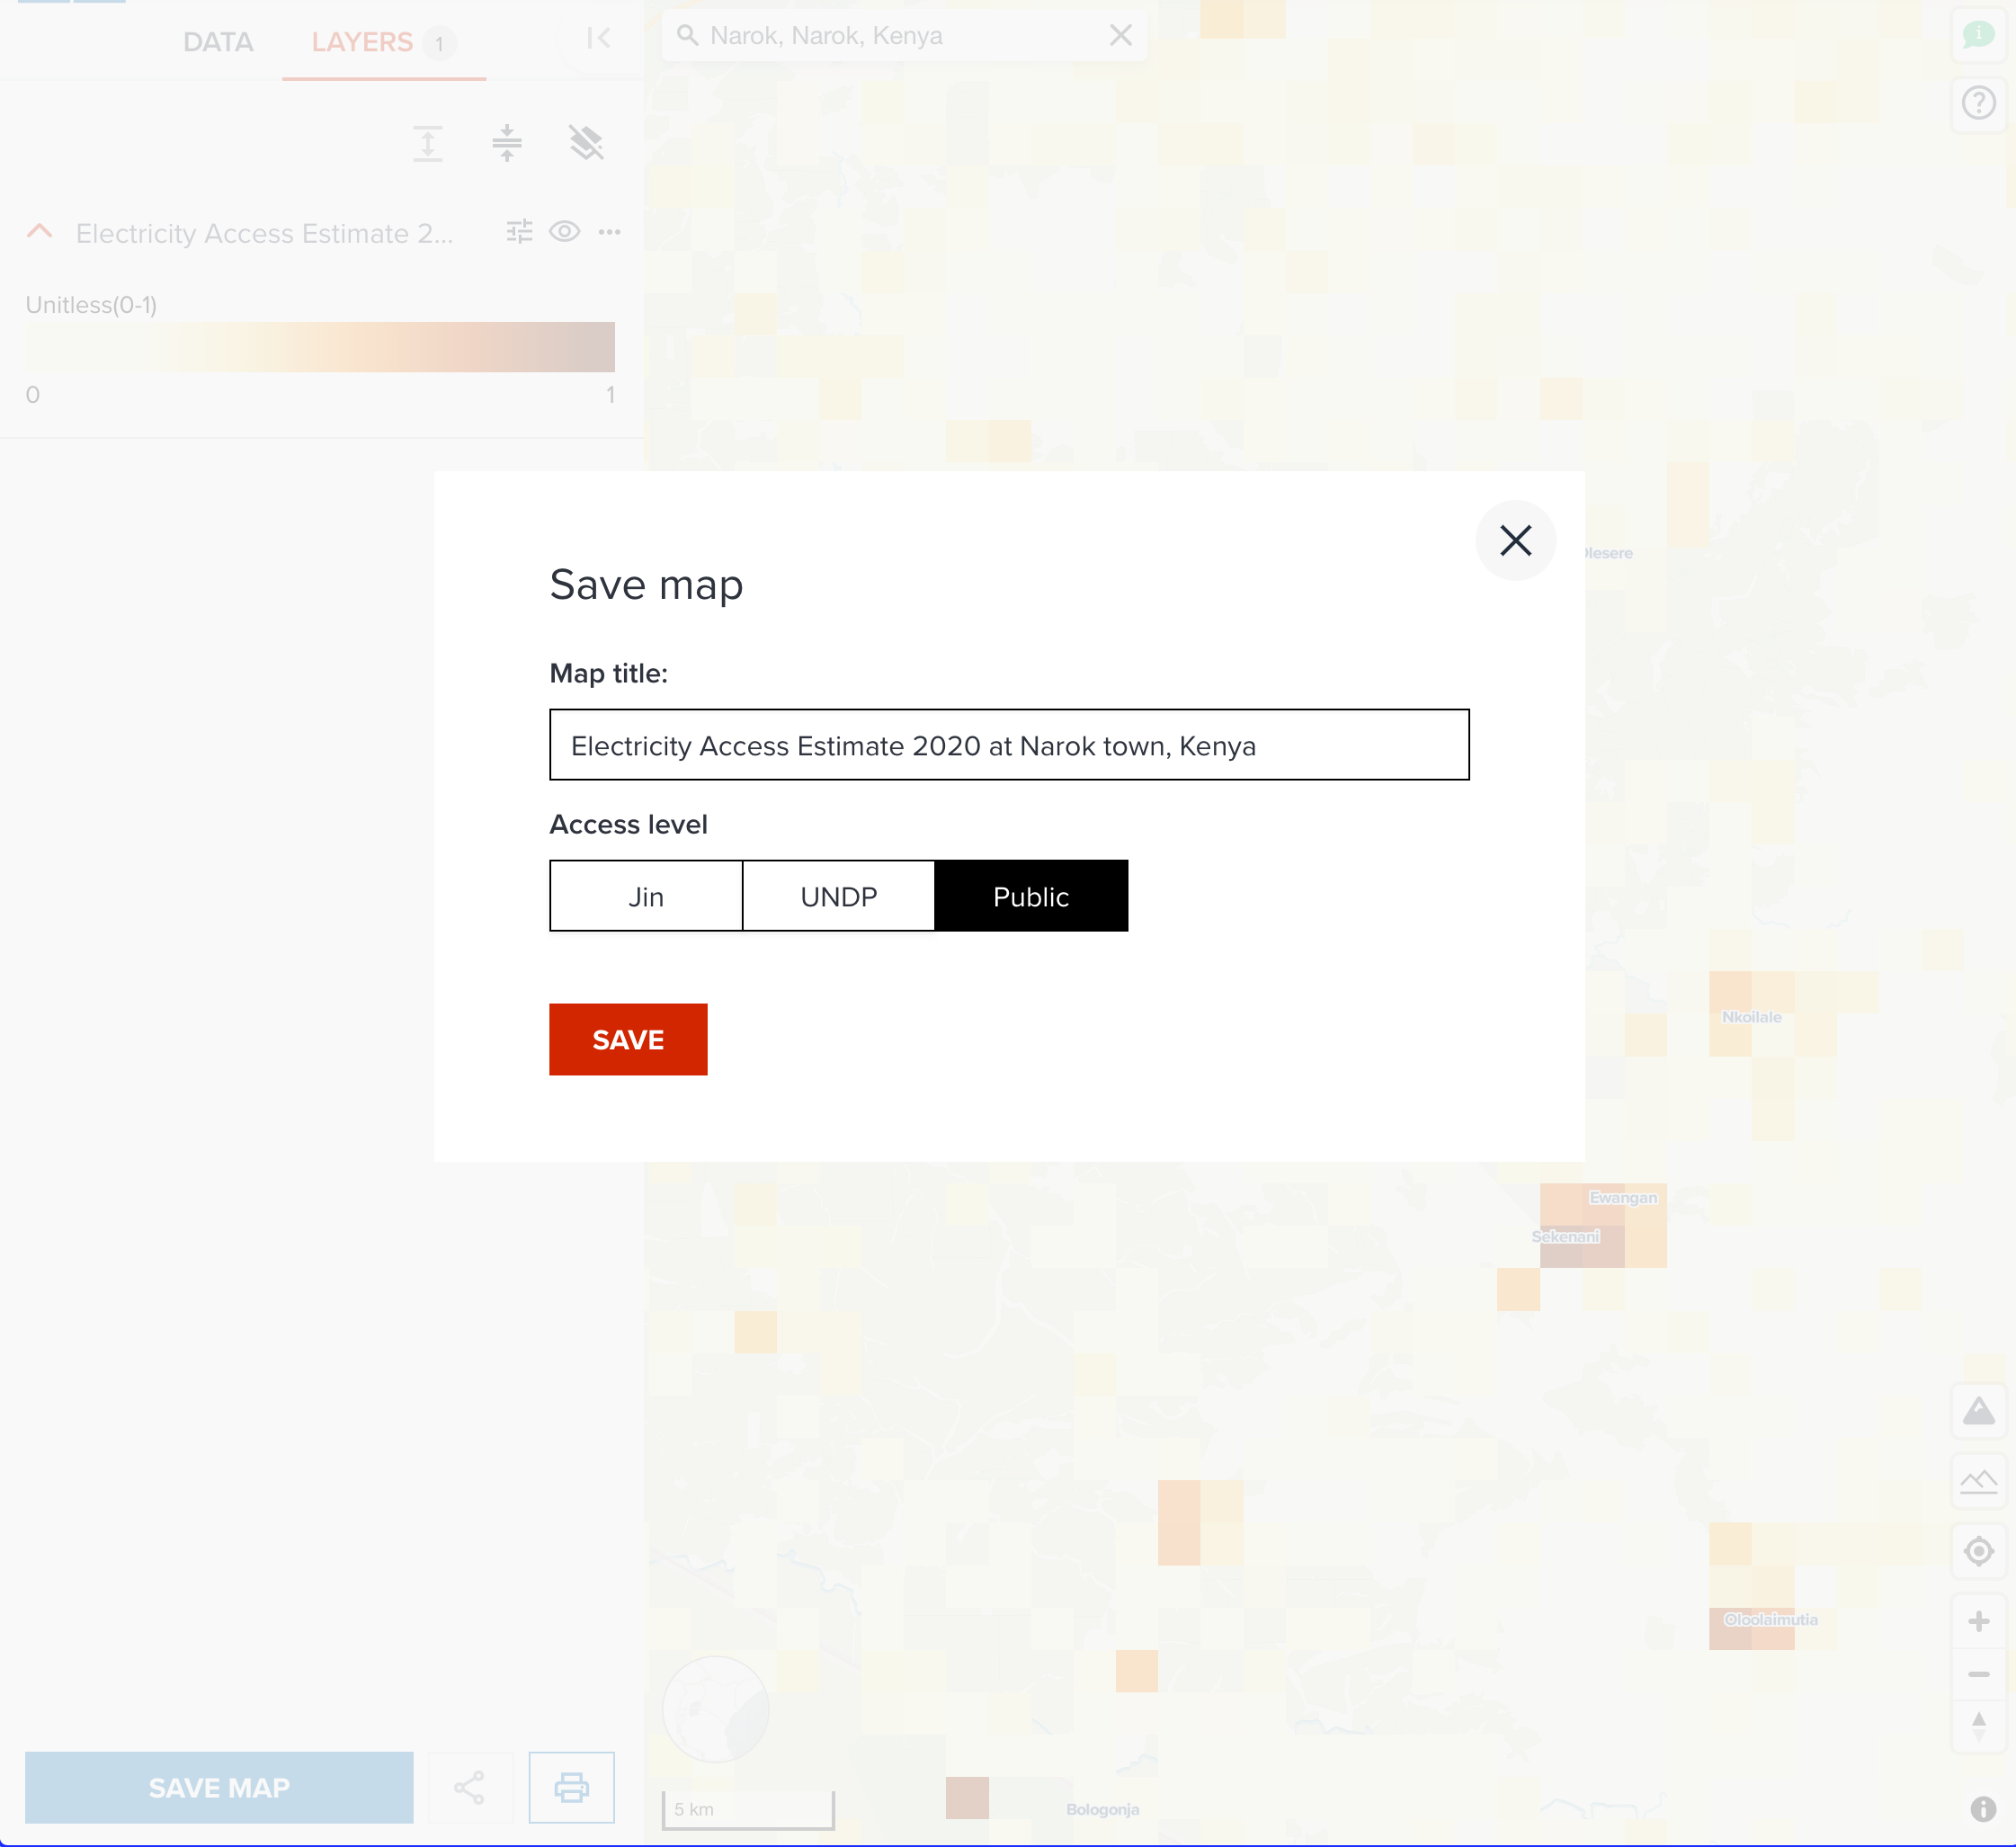 DATA
LAYERS 1
Narok, Narok, Kenya
Electricity Access Estimate 2...
Unitless(0-1)
0 1
Save map
Map title:
Electricity Access Estimate 2020 at Narok town, Kenya
Access level
Jin UNDP Public
SAVE
Olesere
Nkoilale
Ewangan
Sekenani
Oloolaimutia
Bologonja
5 km
SAVE MAP